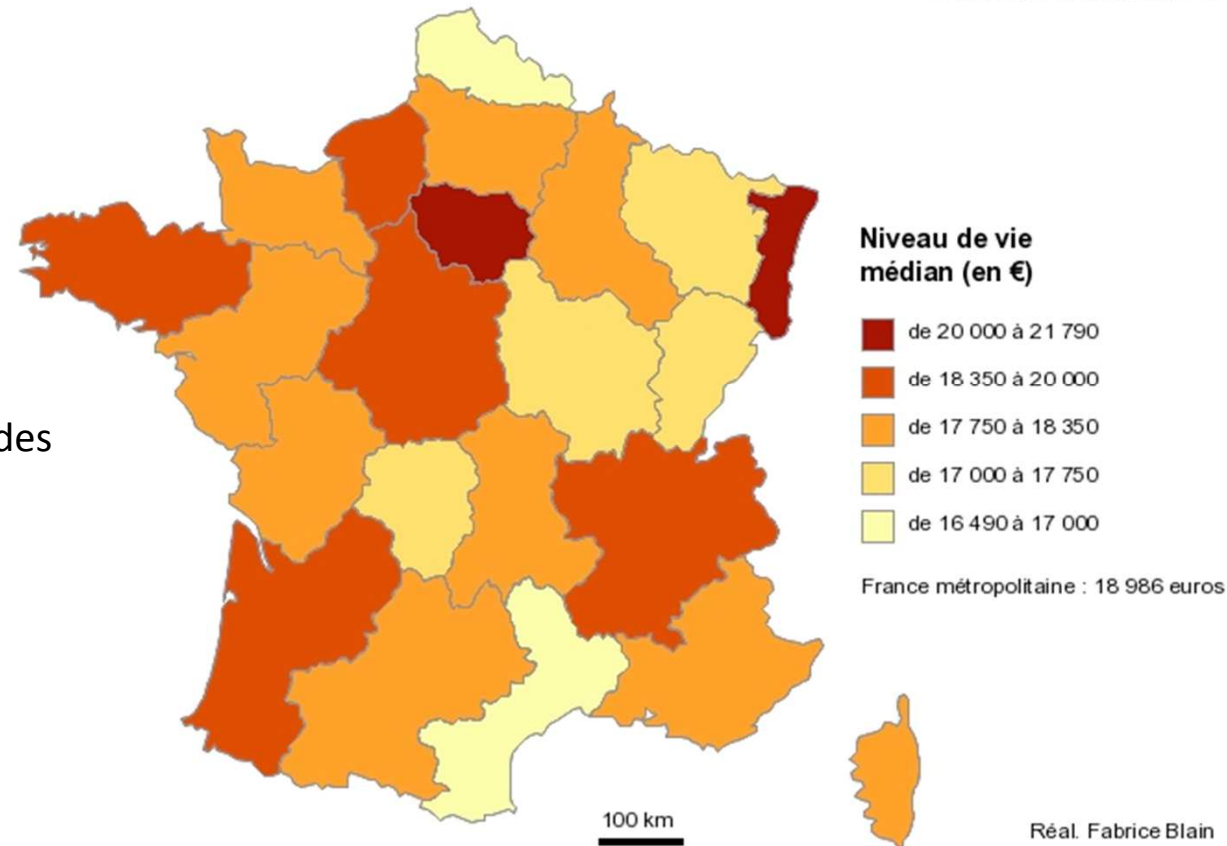 des
Niveau de vie
médian (en €)
de 20 000 à 21 790
de 18 350 à 20 000
de 17 750 à 18 350
de 17 000 à 17 750
de 16 490 à 17 000
France métropolitaine : 18 986 euros
100 km
Réal. Fabrice Blain